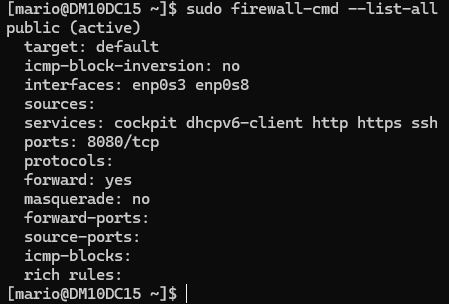 [mario@DM10DC15 ~]$ sudo firewall-cmd --list-all
public (active)
  target: default
  icmp-block-inversion: no
  interfaces: enp0s3 enp0s8
  sources:
  services: cockpit dhcpv6-client http https ssh
  ports: 8080/tcp
  protocols:
  forward: yes
  masquerade: no
  forward-ports:
  source-ports:
  icmp-blocks:
  rich rules:
[mario@DM10DC15 ~]$